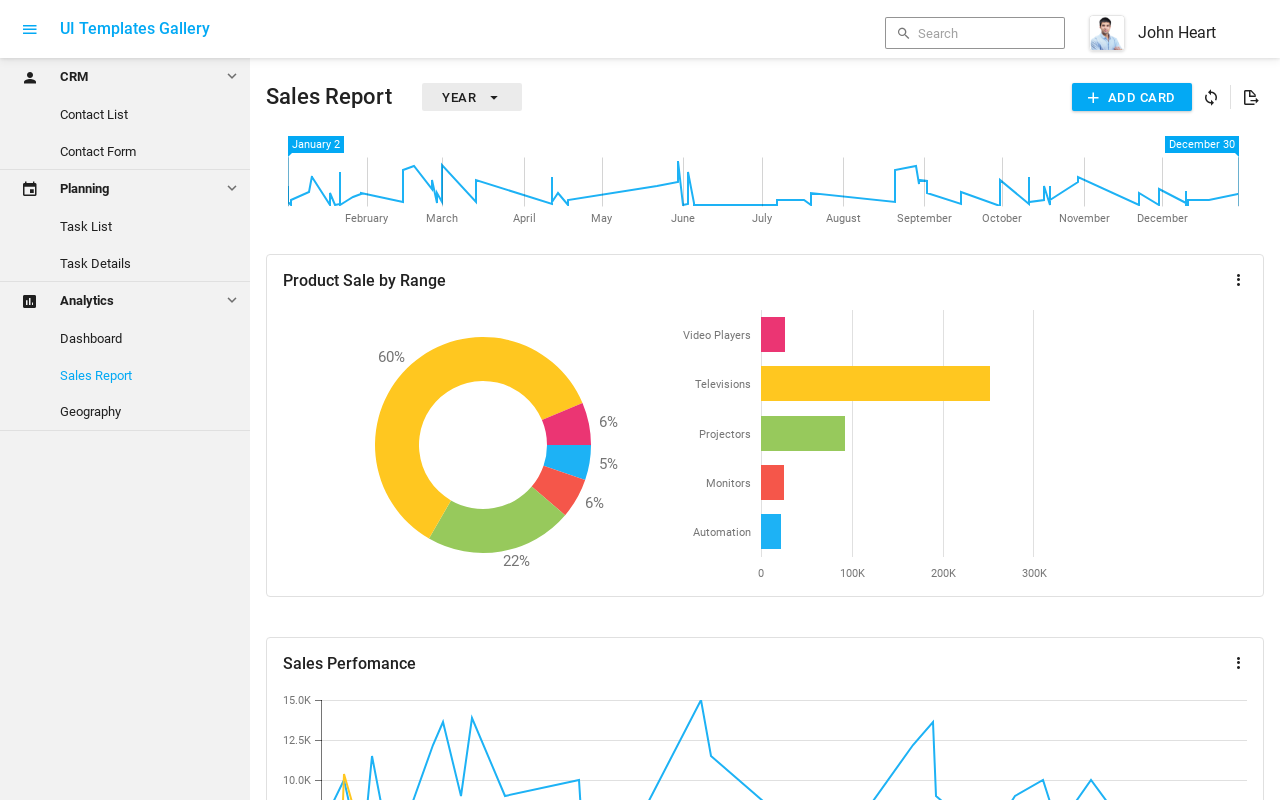 UI Templates Gallery
Search
John Heart
CRM
Contact List
Contact Form
Planning
Task List
Task Details
Analytics
Dashboard
Sales Report
Geography
Sales Report
YEAR
ADD CARD
January 2
December 30
February March April May June July August September October November December
Product Sale by Range
60%
6%
5%
6%
22%
Video Players
Televisions
Projectors
Monitors
Automation
0 100K 200K 300K
Sales Perfomance
15.0K
12.5K
10.0K